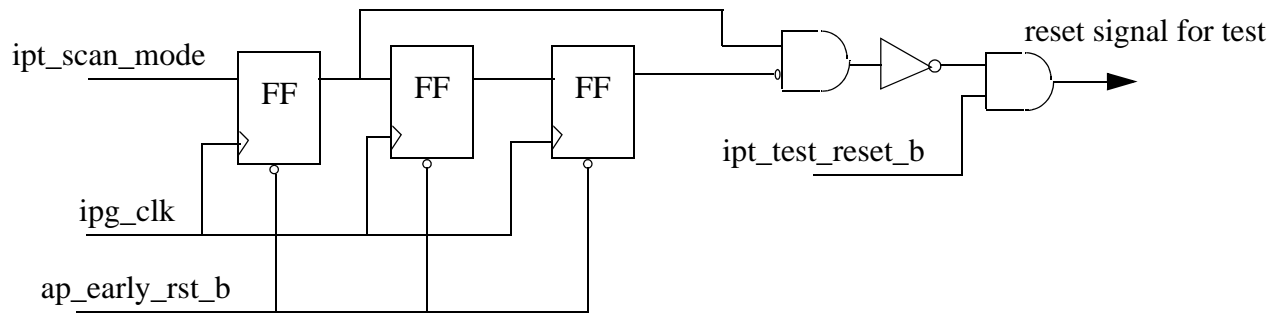 reset signal for test
ipt_scan_mode
FF
FF
FF
ipt_test_reset_b
ipg_clk
ap_early_rst_b